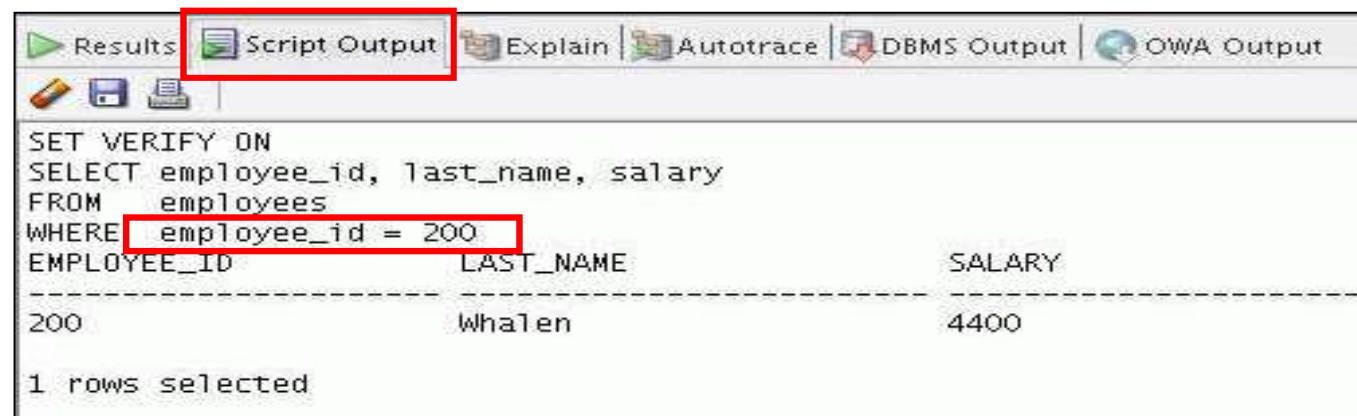 Results Script Output Explain Autotrace DBMS Output OWA Output
SET VERIFY ON
SELECT employee_id, last_name, salary
FROM employees
WHERE employee_id = 200
EMPLOYEE_ID LAST_NAME SALARY
200 Whalen 4400
1 rows selected